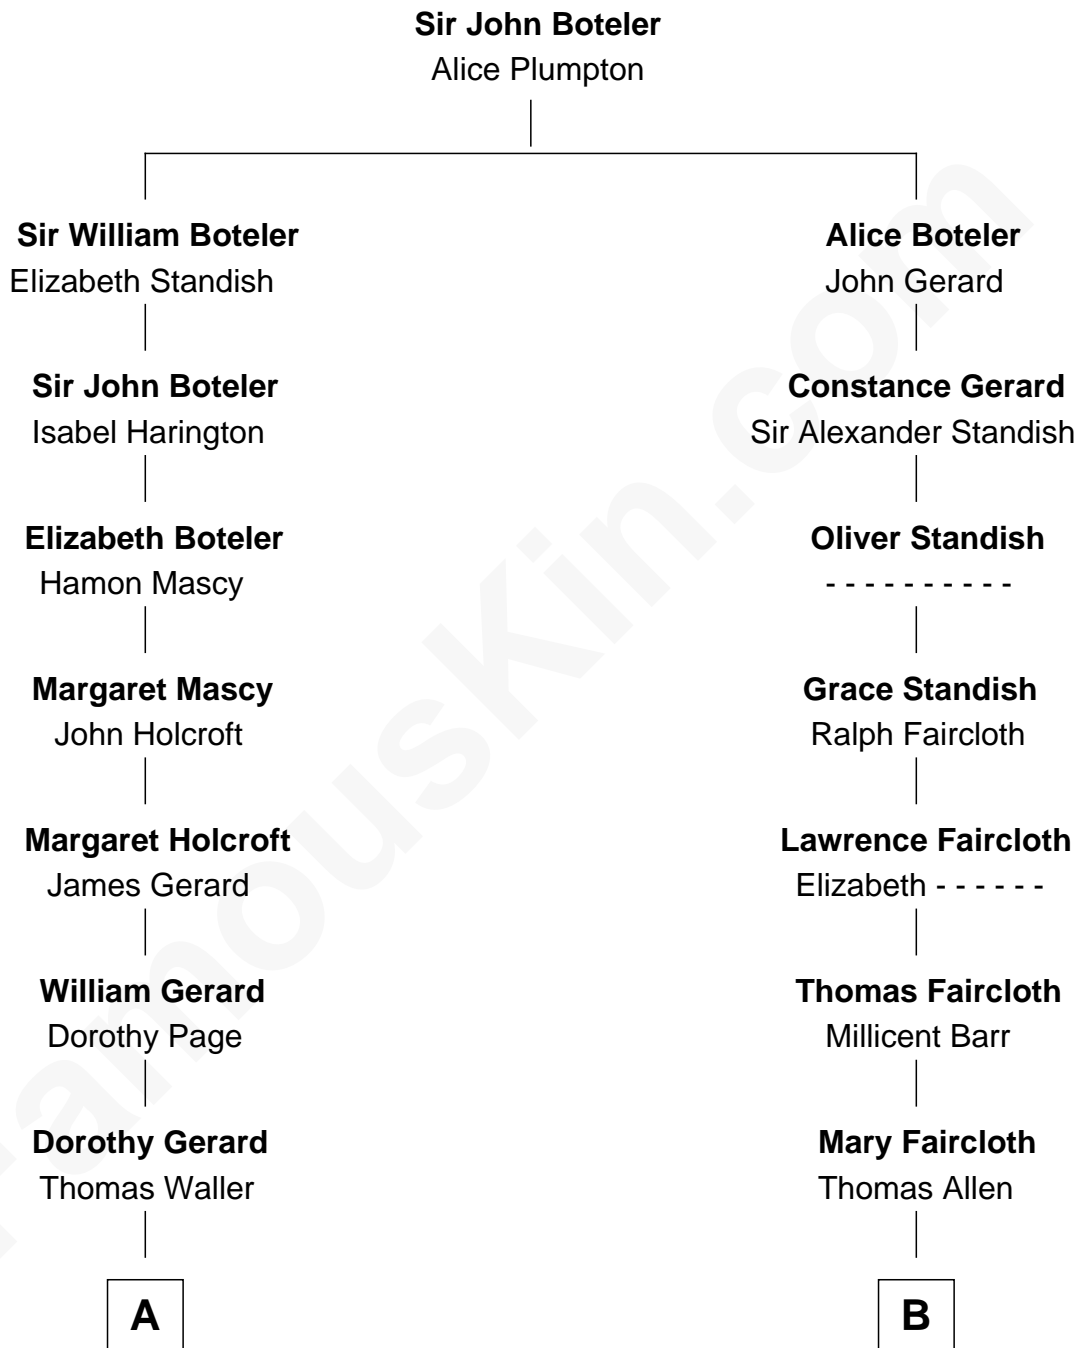 Sir John Boteler
Alice Plumpton
Sir William Boteler
Elizabeth Standish
Alice Boteler
John Gerard
Sir John Boteler
Isabel Harington
Constance Gerard
Sir Alexander Standish
Elizabeth Boteler
Hamon Mascy
Oliver Standish
- - - - - - - - - -
Margaret Mascy
John Holcroft
Grace Standish
Ralph Faircloth
Margaret Holcroft
James Gerard
Lawrence Faircloth
Elizabeth - - - - - -
William Gerard
Dorothy Page
Thomas Faircloth
Millicent Barr
Dorothy Gerard
Thomas Waller
Mary Faircloth
Thomas Allen
A
B
FamousKin.com